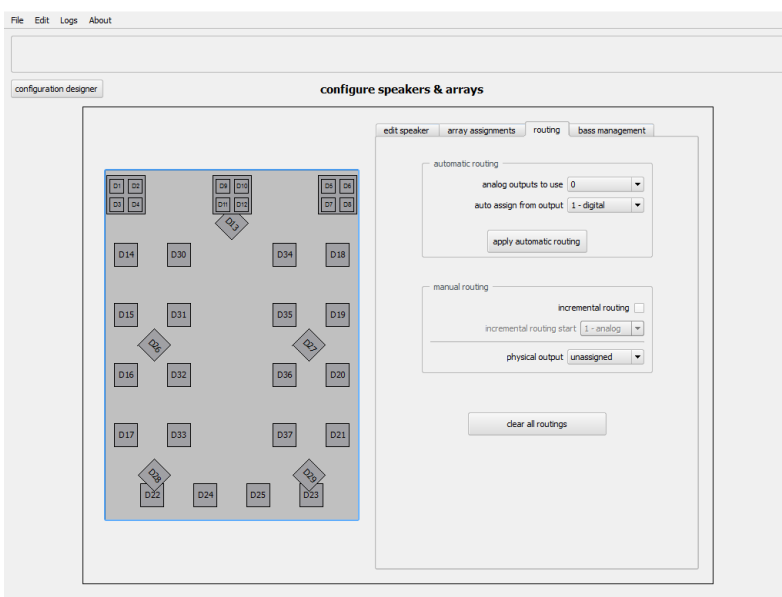 File Edit Logs About
configuration designer
configure speakers & arrays
edit speaker array assignments routing bass management
automatic routing
analog outputs to use 0
auto assign from output 1 - digital
apply automatic routing
manual routing
incremental routing
incremental routing start 1 - analog
physical output unassigned
clear all routings
D1 D2 D9 D10 D5 D6
D3 D4 D11 D12 D7 D8
D13
D14 D30 D34 D18
D15 D31 D35 D19
D26 D27
D16 D32 D36 D20
D17 D33 D37 D21
D28 D29
D22 D24 D25 D23